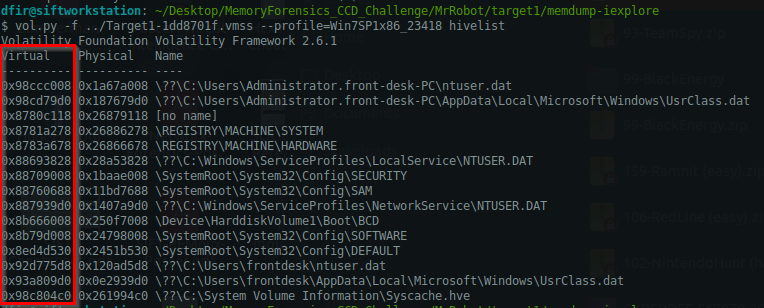 dfir@siftworkstation: ~/Desktop/MemoryForensics_CCD_Challenge/MrRobot/target1/memdump-iexplore
$ vol.py -f ../Target1-1dd8701f.vmss --profile=Win7SP1x86_23418 hivelist
Volatility Foundation Volatility Framework 2.6.1
Virtual Physical Name
---------- ---------- ----
0x98ccc008 0x1a67a008 \??\C:\Users\Administrator.front-desk-PC\ntuser.dat
0x98cd79d0 0x187679d0 \??\C:\Users\Administrator.front-desk-PC\AppData\Local\Microsoft\Windows\UsrClass.dat
0x8780c118 0x26879118 [no name]
0x8781a278 0x26886278 \REGISTRY\MACHINE\SYSTEM
0x8783a678 0x26866678 \REGISTRY\MACHINE\HARDWARE
0x88693828 0x28a53828 \??\C:\Windows\ServiceProfiles\LocalService\NTUSER.DAT
0x88709008 0x1baae008 \SystemRoot\System32\Config\SECURITY
0x88760688 0x11bd7688 \SystemRoot\System32\Config\SAM
0x887939d0 0x1407a9d0 \??\C:\Windows\ServiceProfiles\NetworkService\NTUSER.DAT
0x8b666008 0x250f7008 \Device\HarddiskVolume1\Boot\BCD
0x8b79d008 0x24798008 \SystemRoot\System32\Config\SOFTWARE
0x8ed4d530 0x2451b530 \SystemRoot\System32\Config\DEFAULT
0x92d775d8 0x120ad5d8 \??\C:\Users\frontdesk\ntuser.dat
0x93a809d0 0x0e2939d0 \??\C:\Users\frontdesk\AppData\Local\Microsoft\Windows\UsrClass.dat
0x98c804c0 0x261994c0 \??\C:\System Volume Information\Syscache.hve